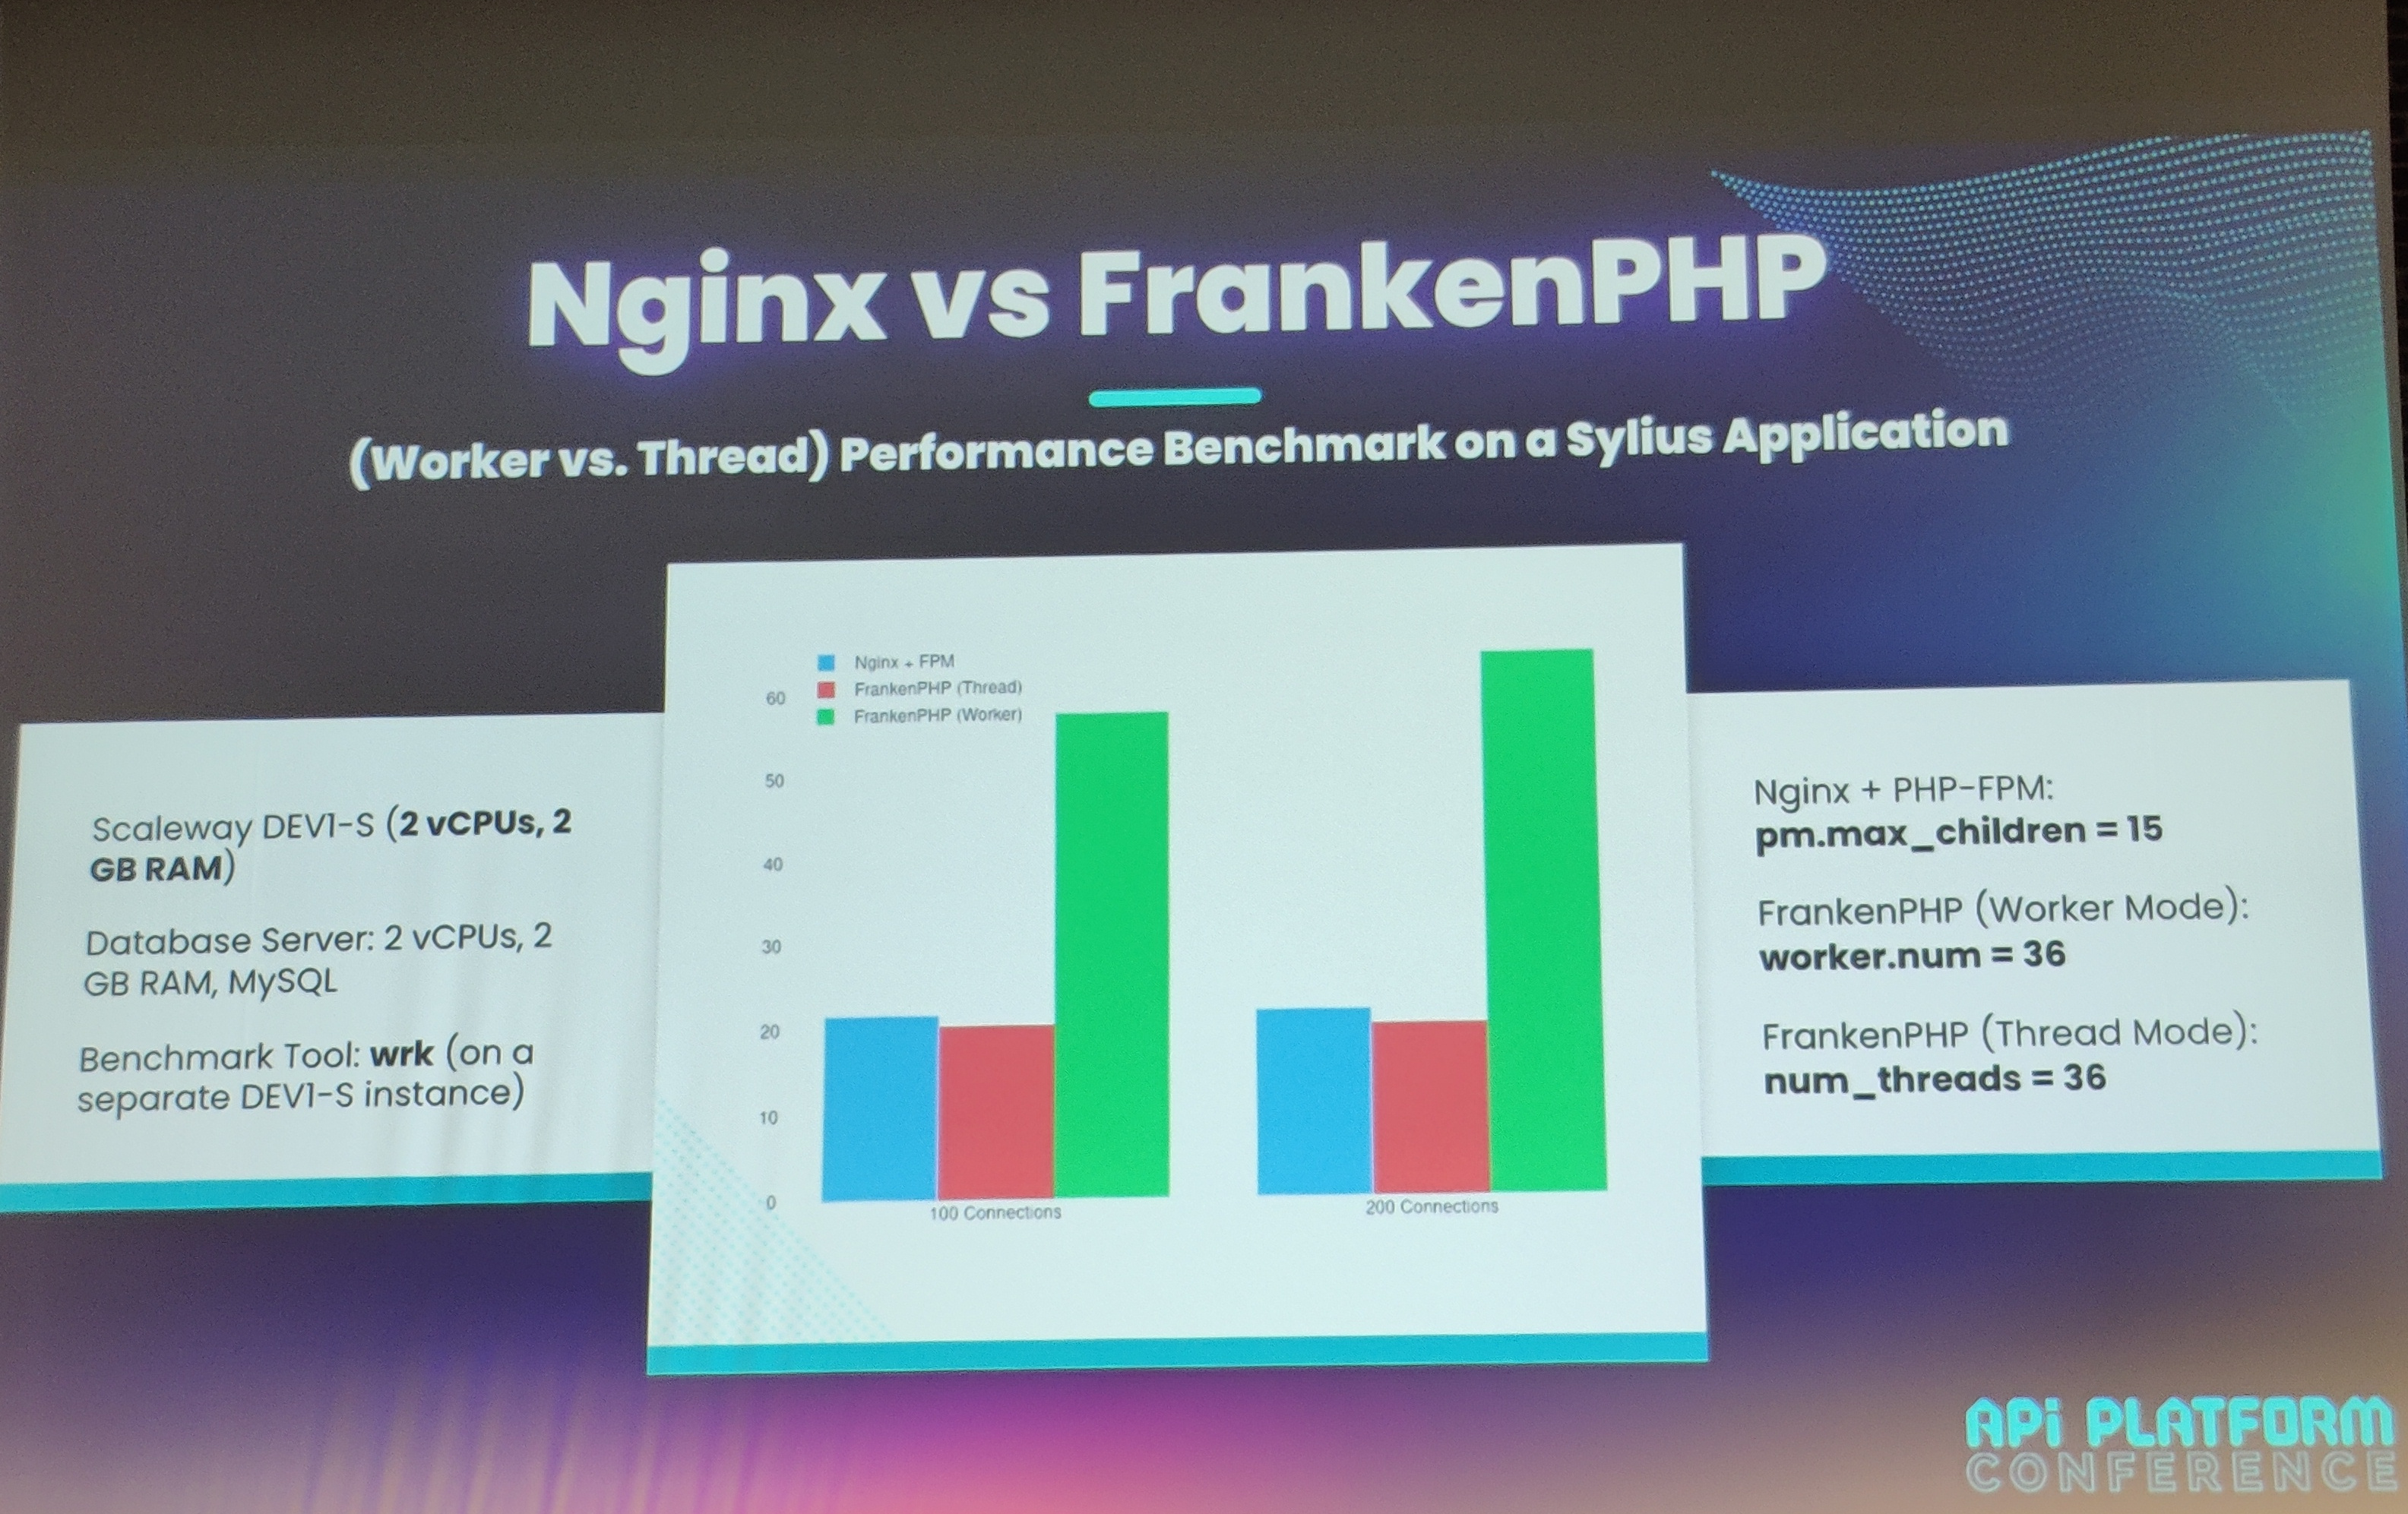 Nginx vs FrankenPHP
(Worker vs. Thread) Performance Benchmark on a Sylius Application
Scaleway DEV1-S (2 vCPUs, 2
GB RAM)
Database Server: 2 vCPUs, 2
GB RAM, MySQL
Benchmark Tool: wrk (on a
separate DEV1-S instance)
Nginx + FPM
FrankenPHP (Thread)
FrankenPHP (Worker)
60
50
40
30
20
10
0
100 Connections
200 Connections
Nginx + PHP-FPM:
pm.max_children = 15
FrankenPHP (Worker Mode):
worker.num = 36
FrankenPHP (Thread Mode):
num_threads = 36
APi PLATFORM
CONFERENCE